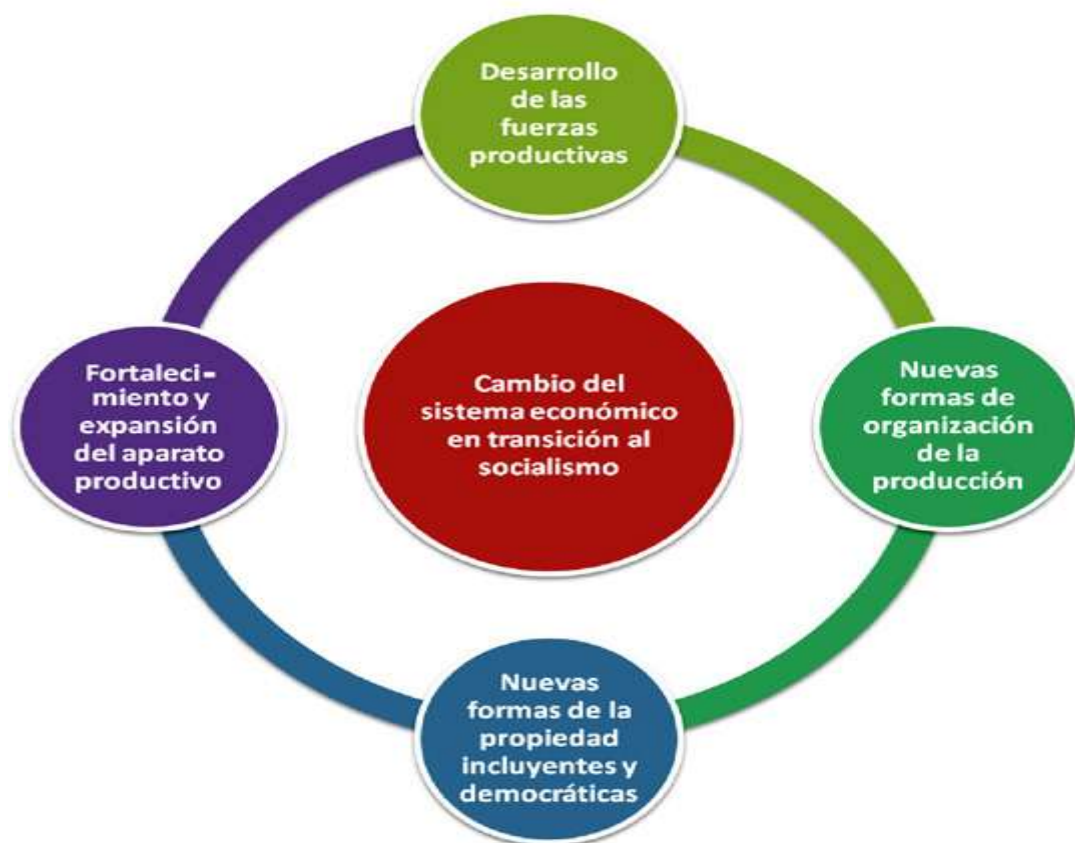 Desarrollo
de las
fuerzas
productivas
Fortaleci-
miento y
expansión
del aparato
productivo
Cambio del
sistema económico
en transición al
socialismo
Nuevas
formas de
organización
de la
producción
Nuevas
formas de la
propiedad
incluyentes y
democráticas